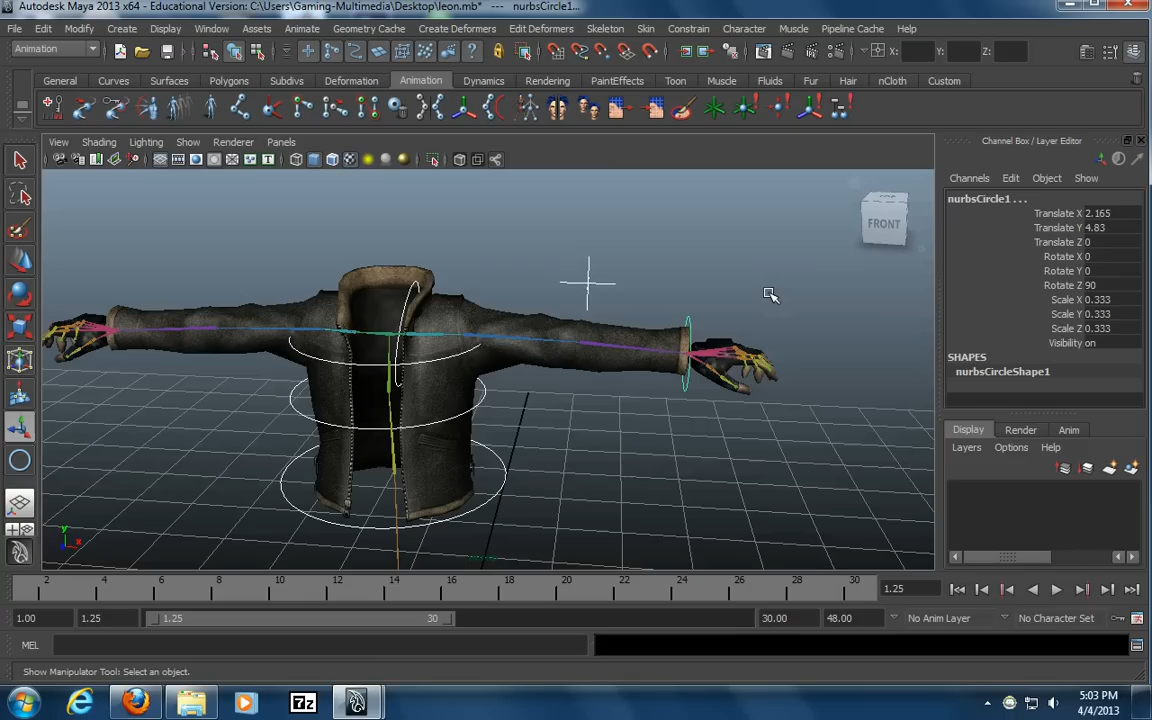 Autodesk Maya 2013 x64 - Educational Version: C:\Users\Gaming-Multimedia\Desktop\leon.mb* --- nurbsCircle1...
File Edit Modify Create Display Window Assets Animate Geometry Cache Create Deformers Edit Deformers Skeleton Skin Constrain Character Muscle Pipeline Cache Help
Animation X: Y: Z:
General Curves Surfaces Polygons Subdivs Deformation Animation Dynamics Rendering PaintEffects Toon Muscle Fluids Fur Hair nCloth Custom
View Shading Lighting Show Renderer Panels
Channel Box / Layer Editor
Channels Edit Object Show
nurbsCircle1 . . .
Translate X 2.165
Translate Y 4.83
Translate Z 0
Rotate X 0
Rotate Y 0
Rotate Z 90
Scale X 0.333
Scale Y 0.333
Scale Z 0.333
Visibility on
SHAPES
nurbsCircleShape1
FRONT
Display Render Anim
Layers Options Help
y
x
2 4 6 8 10 12 14 16 18 20 22 24 26 28 30 1.25
1.00 1.25 1.25 30 30.00 48.00 No Anim Layer No Character Set
MEL
Show Manipulator Tool: Select an object.
7z
5:03 PM
4/4/2013